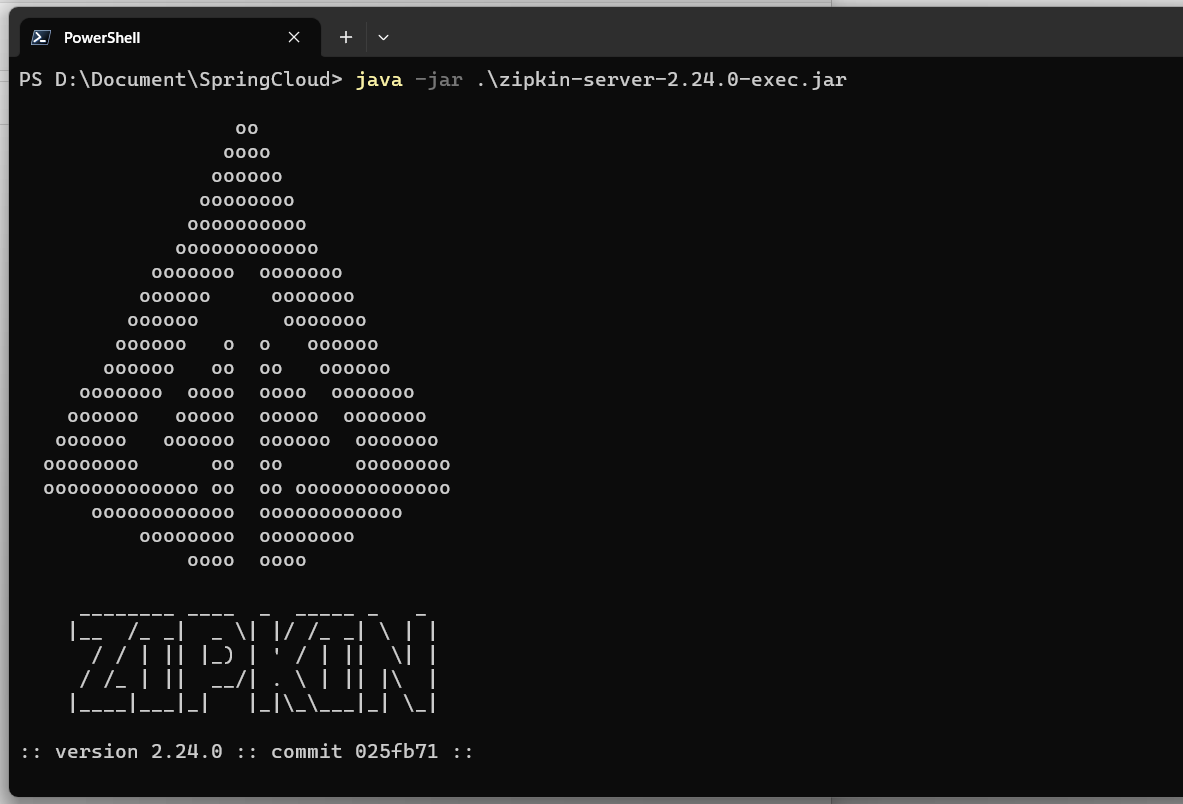 PowerShell
PS D:\Document\SpringCloud> java -jar .\zipkin-server-2.24.0-exec.jar
                  oo
                 oooo
                oooooo
               oooooooo
              oooooooooo
             oooooooooooo
           ooooooo  ooooooo
          oooooo     ooooooo
         oooooo       ooooooo
        oooooo   o  o   oooooo
       oooooo   oo  oo   oooooo
     ooooooo  oooo  oooo  ooooooo
    oooooo   ooooo  ooooo  ooooooo
   oooooo   oooooo  oooooo  ooooooo
  oooooooo      oo  oo      oooooooo
  ooooooooooooo oo  oo ooooooooooooo
      oooooooooooo  oooooooooooo
          oooooooo  oooooooo
              oooo  oooo
     ________ ____  _  _____ _   _
    |__  /_ _|  _ \| |/ /_ _| \ | |
      / / | || |_) | ' / | ||  \| |
     / /_ | ||  __/| . \ | || |\  |
    |____|___|_|   |_|\_\___|_| \_|
:: version 2.24.0 :: commit 025fb71 ::